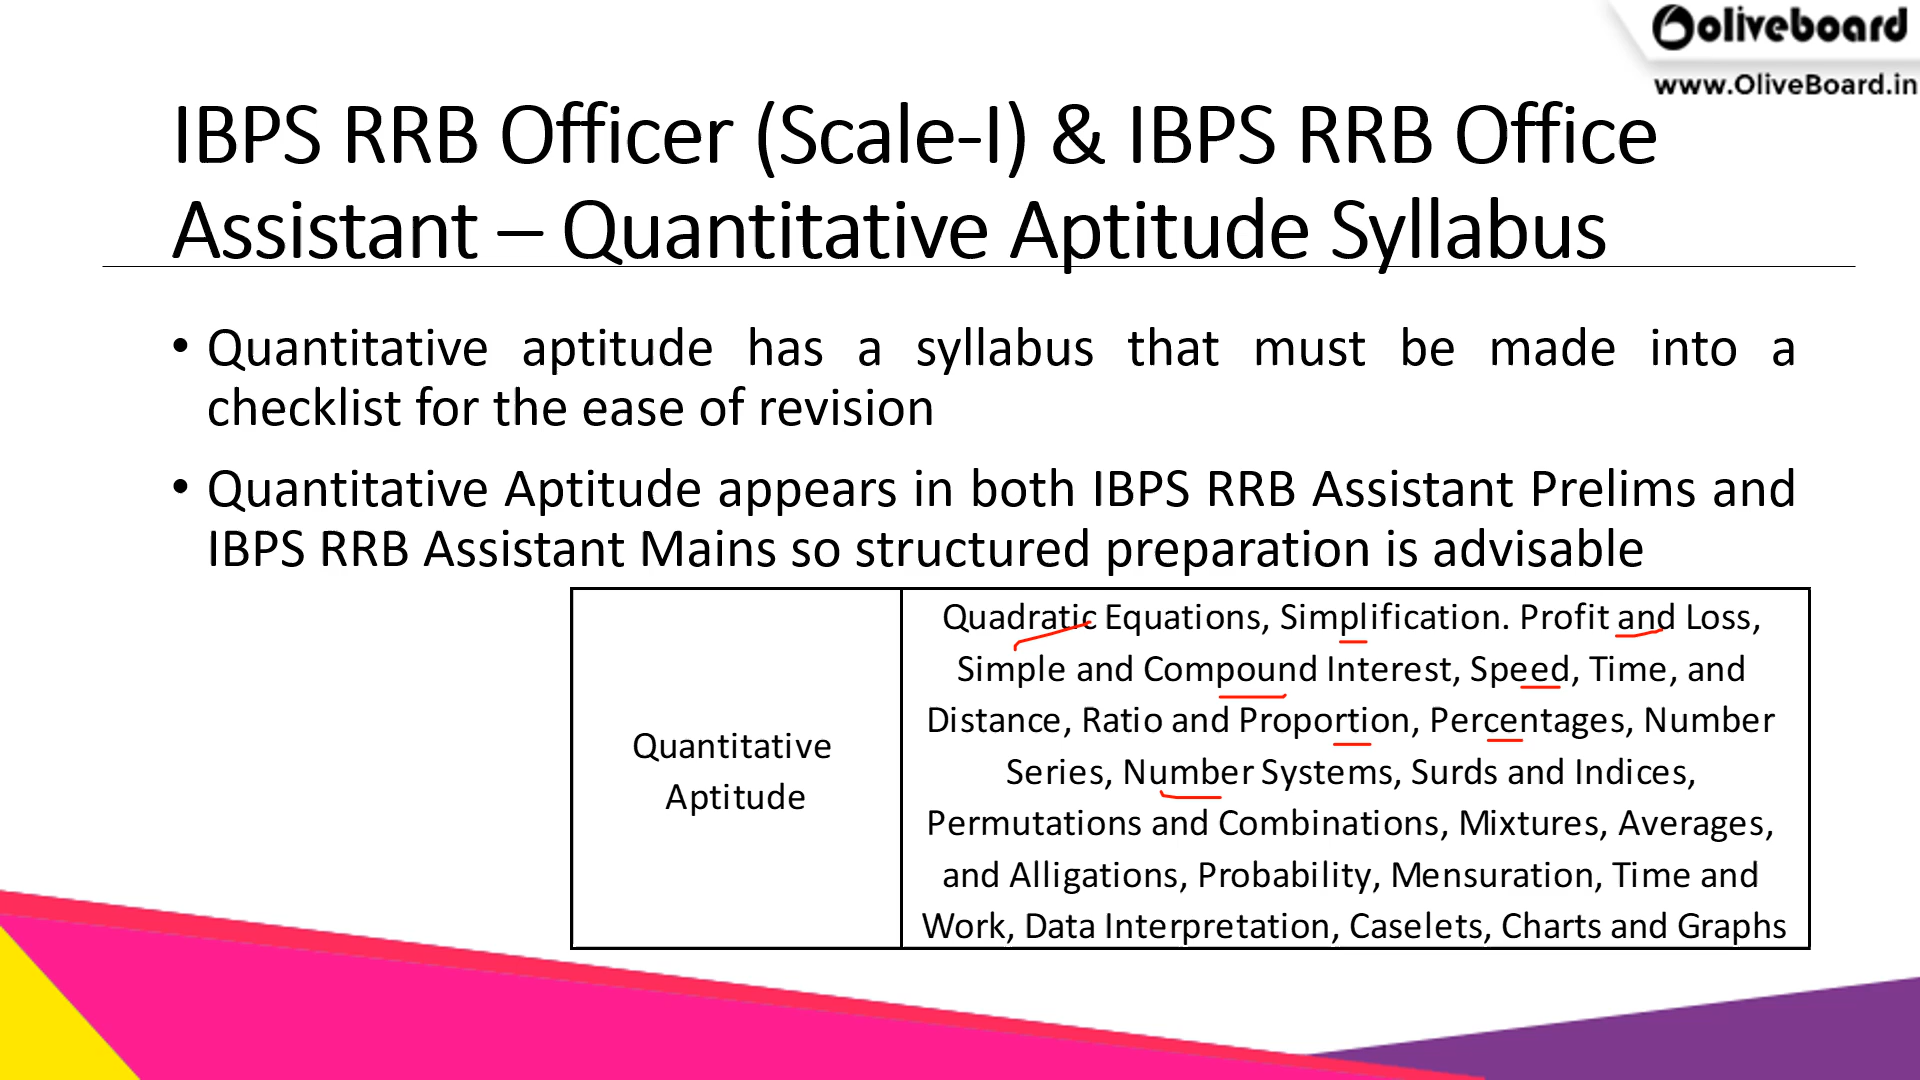 oliveboard
www.OliveBoard.in
IBPS RRB Officer (Scale-I) & IBPS RRB Office
Assistant – Quantitative Aptitude Syllabus
• Quantitative aptitude has a syllabus that must be made into a
checklist for the ease of revision
• Quantitative Aptitude appears in both IBPS RRB Assistant Prelims and
IBPS RRB Assistant Mains so structured preparation is advisable
Quantitative
Aptitude
Quadratic Equations, Simplification. Profit and Loss,
Simple and Compound Interest, Speed, Time, and
Distance, Ratio and Proportion, Percentages, Number
Series, Number Systems, Surds and Indices,
Permutations and Combinations, Mixtures, Averages,
and Alligations, Probability, Mensuration, Time and
Work, Data Interpretation, Caselets, Charts and Graphs